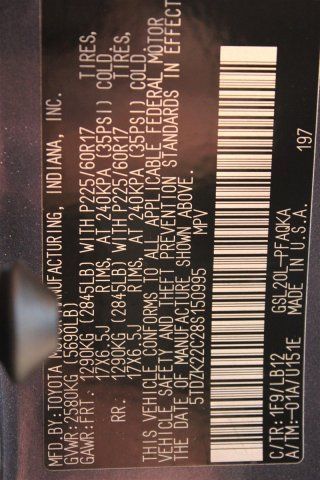 MFD.BY:TOYOTA MOTOR MANUFACTURING, INDIANA, INC.
GVWR:2580KG (5690LB)
GAWR:FRT. 1290KG (2845LB) WITH P225/60R17 TIRES,
17X6.5J RIMS, AT 240KPA (35PSI) COLD
RR. 1290KG (2845LB) WITH P225/60R17 TIRES,
17X6.5J RIMS, AT 240KPA (35PSI) COLD
THIS VEHICLE CONFORMS TO ALL APPLICABLE FEDERAL MOTOR
VEHICLE SAFETY AND THEFT PREVENTION STANDARDS IN EFFECT
THE DATE OF MANUFACTURE SHOWN ABOVE.
5TDZK22C28S150995 MPV
C/TR:1F9/LB12 GSL20L-PFAQKA
A/TM:-01A/U151E MADE IN U.S.A.
197